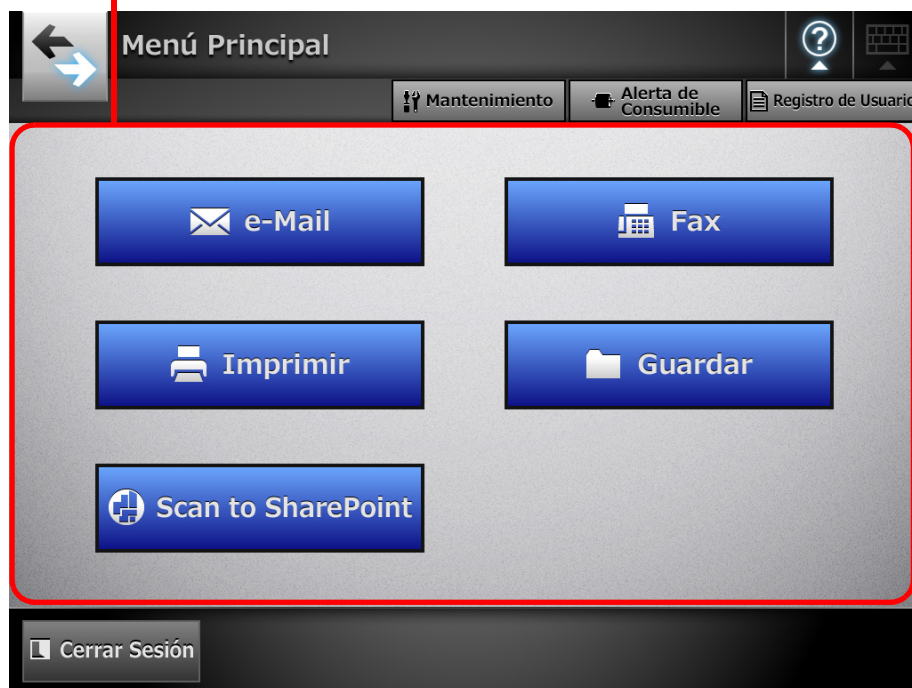 Menú Principal
?
Mantenimiento
Alerta de
Consumible
Registro de Usuario
e-Mail
Fax
Imprimir
Guardar
Scan to SharePoint
Cerrar Sesión